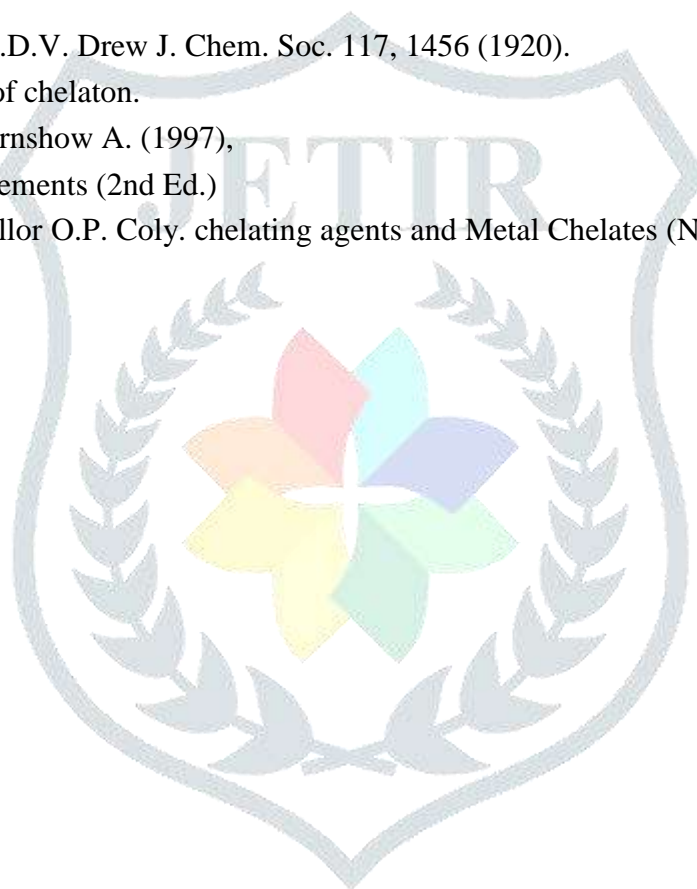 .D.V. Drew J. Chem. Soc. 117, 1456 (1920).
of chelaton.
rnshow A. (1997),
ements (2nd Ed.)
llor O.P. Coly. chelating agents and Metal Chelates (N
JETIR